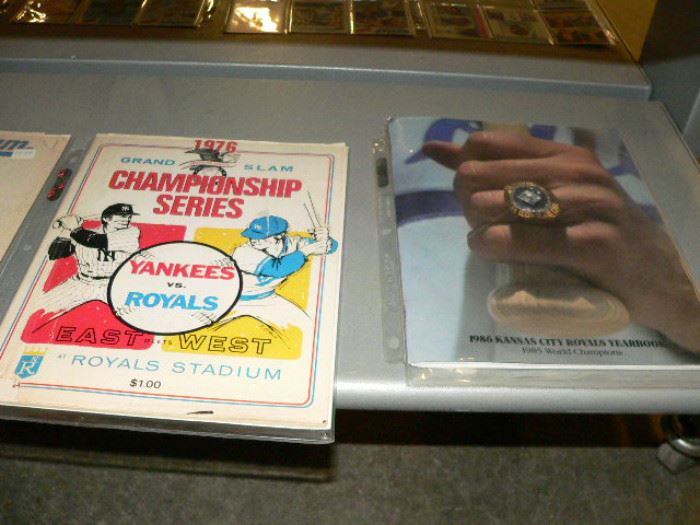 1976
GRAND SLAM
CHAMPIONSHIP
SERIES
YANKEES
VS.
ROYALS
EAST MEETS WEST
AT ROYALS STADIUM
$1.00
1986 KANSAS CITY ROYALS YEARBOOK
1985 World Champions